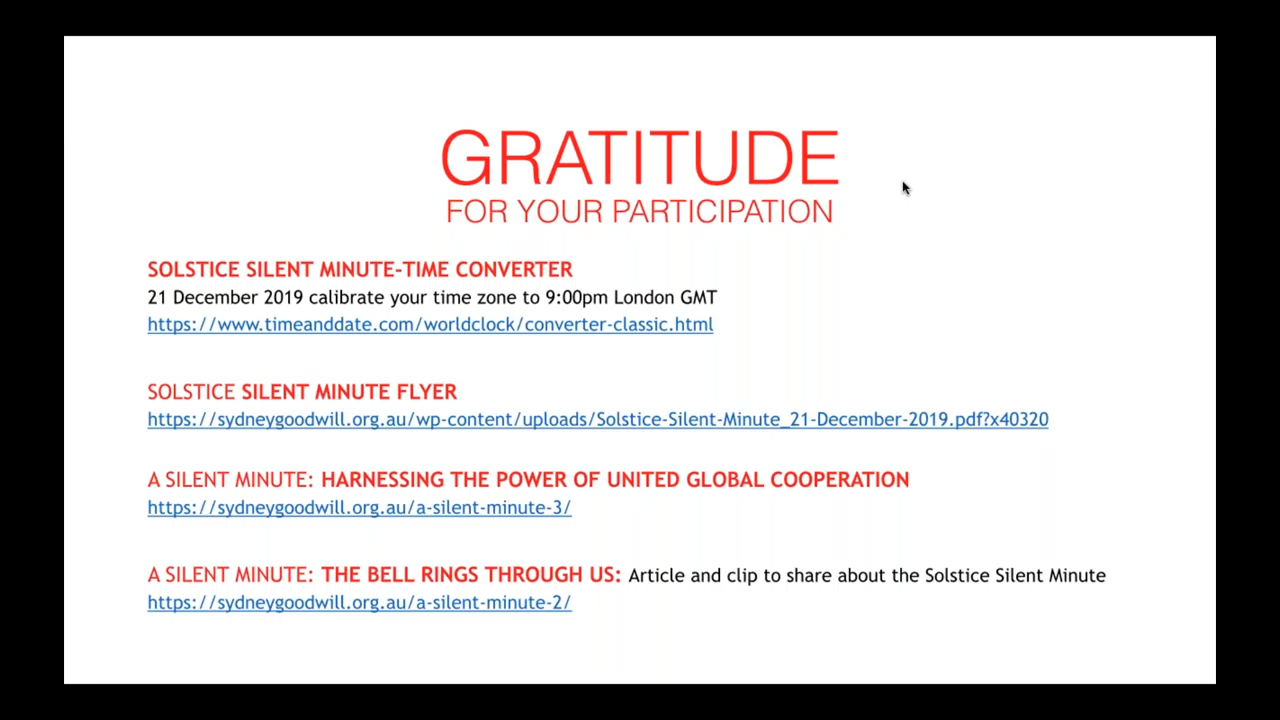 GRATITUDE
FOR YOUR PARTICIPATION
SOLSTICE SILENT MINUTE-TIME CONVERTER
21 December 2019 calibrate your time zone to 9:00pm London GMT
https://www.timeanddate.com/worldclock/converter-classic.html
SOLSTICE SILENT MINUTE FLYER
https://sydneygoodwill.org.au/wp-content/uploads/Solstice-Silent-Minute_21-December-2019.pdf?x40320
A SILENT MINUTE: HARNESSING THE POWER OF UNITED GLOBAL COOPERATION
https://sydneygoodwill.org.au/a-silent-minute-3/
A SILENT MINUTE: THE BELL RINGS THROUGH US: Article and clip to share about the Solstice Silent Minute
https://sydneygoodwill.org.au/a-silent-minute-2/